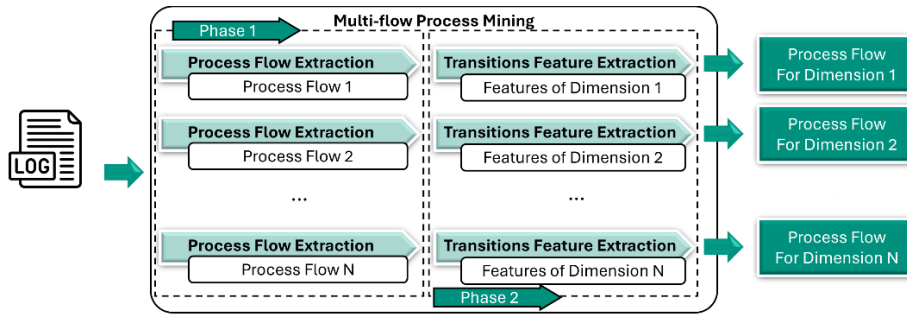 Multi-flow Process Mining
Phase 1
Process Flow Extraction
Process Flow 1
Transitions Feature Extraction
Features of Dimension 1
Process Flow
For Dimension 1
LOG
Process Flow Extraction
Process Flow 2
Transitions Feature Extraction
Features of Dimension 2
Process Flow
For Dimension 2
...
...
Process Flow Extraction
Process Flow N
Transitions Feature Extraction
Features of Dimension N
Process Flow
For Dimension N
Phase 2